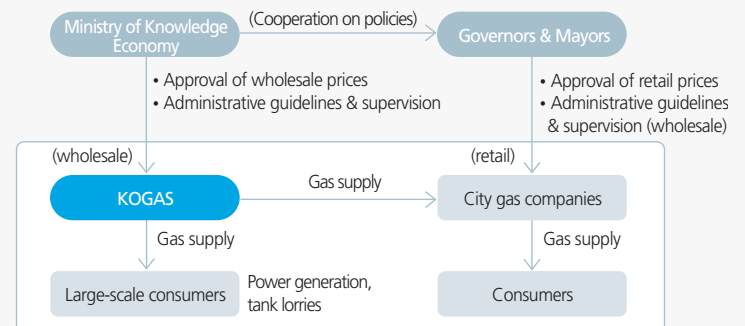 Ministry of Knowledge
Economy
(Cooperation on policies)
Governors & Mayors
• Approval of wholesale prices
• Administrative guidelines & supervision
• Approval of retail prices
• Administrative guidelines
& supervision (wholesale)
(wholesale)
(retail)
KOGAS
Gas supply
City gas companies
Gas supply
Gas supply
Large-scale consumers
Power generation,
tank lorries
Consumers